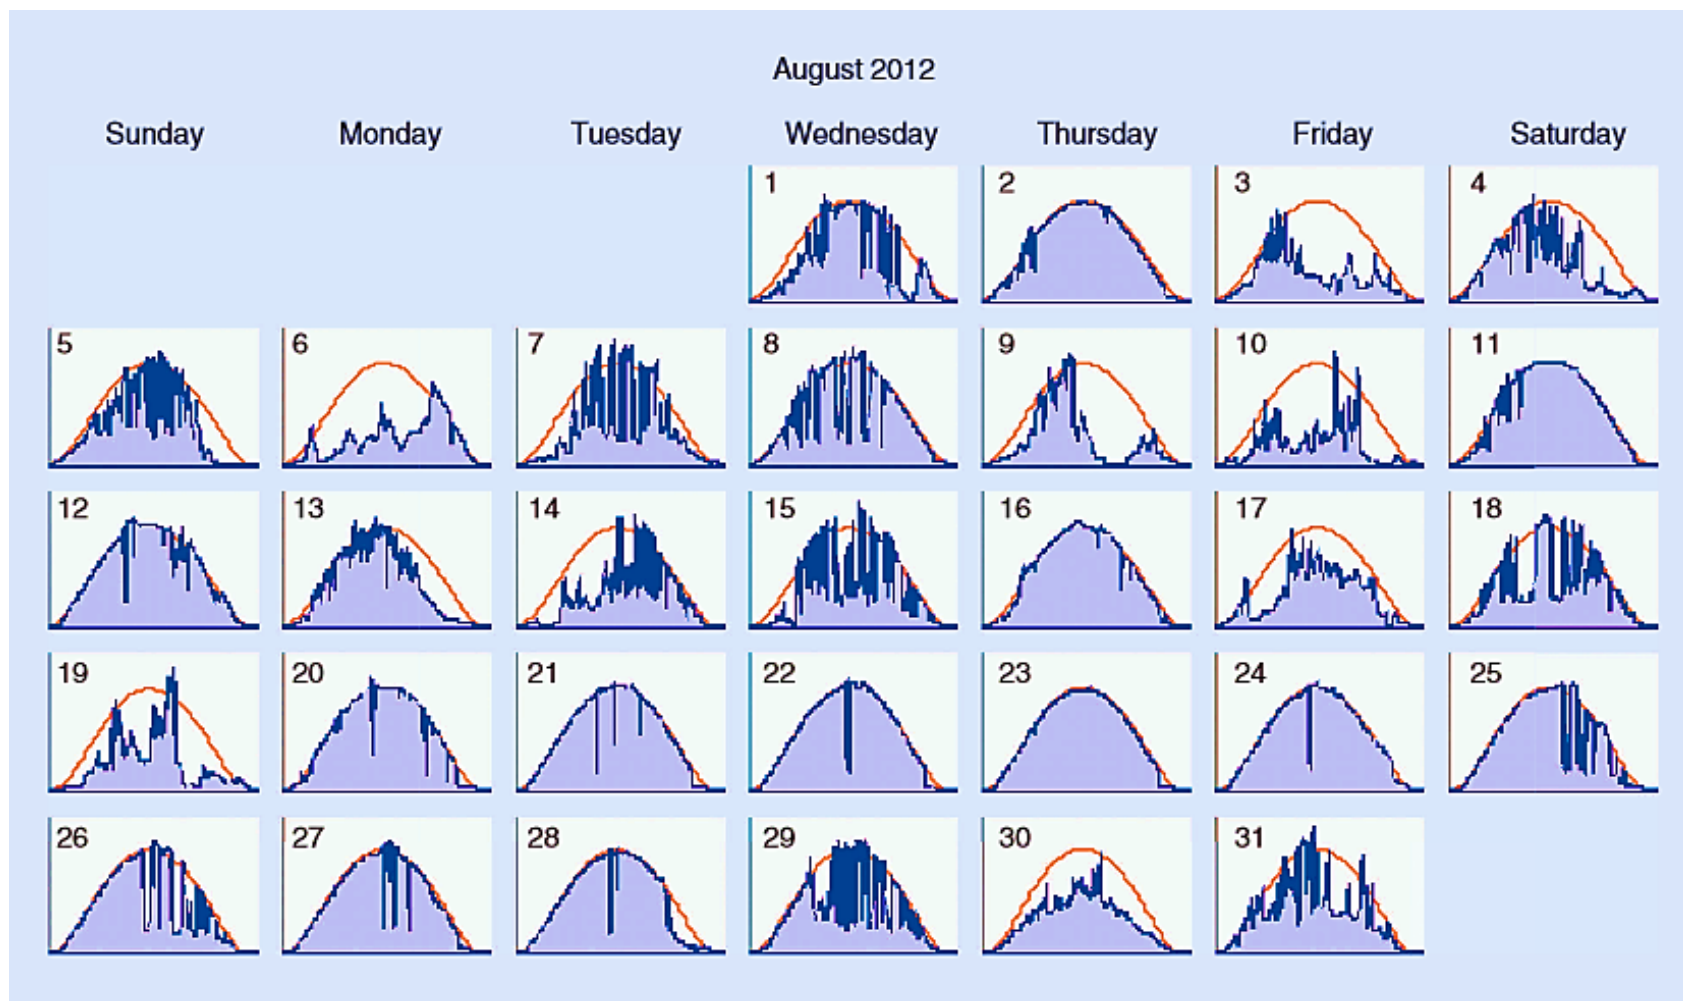 August 2012
Sunday Monday Tuesday Wednesday Thursday Friday Saturday
1 2 3 4
5 6 7 8 9 10 11
12 13 14 15 16 17 18
19 20 21 22 23 24 25
26 27 28 29 30 31